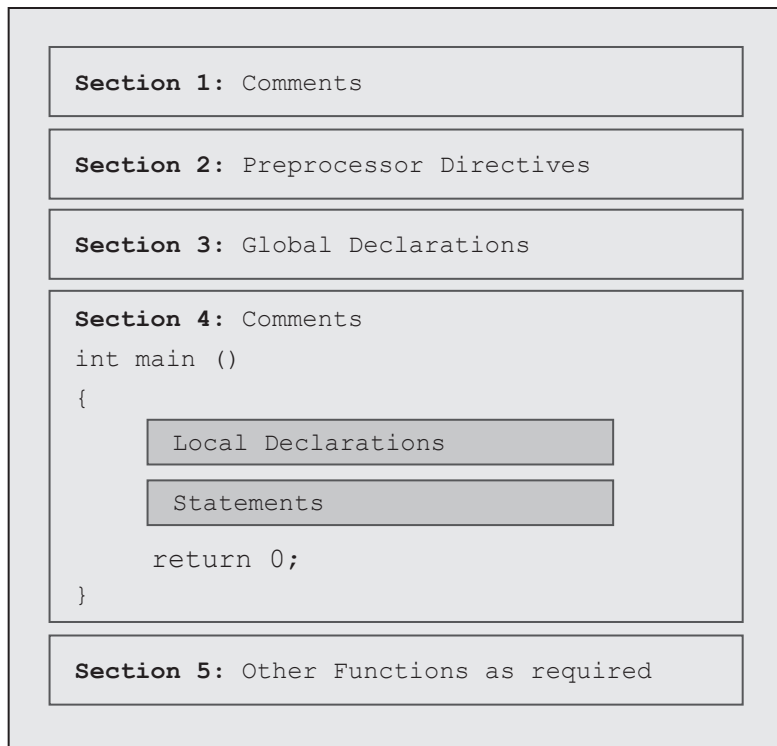 Section 1: Comments
Section 2: Preprocessor Directives
Section 3: Global Declarations
Section 4: Comments
int main ()
{
Local Declarations
Statements
return 0;
}
Section 5: Other Functions as required